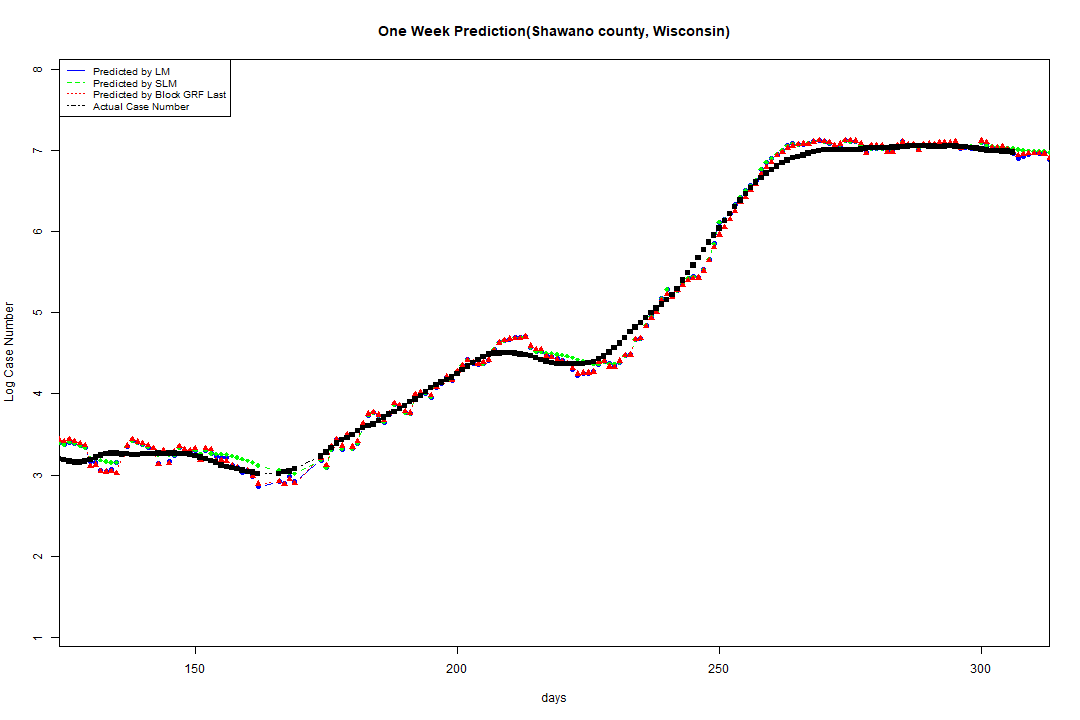 One Week Prediction(Shawano county, Wisconsin)
Predicted by LM
Predicted by SLM
Predicted by Block GRF Last
Actual Case Number
8
7
6
5
4
3
2
1
Log Case Number
150 200 250 300
days